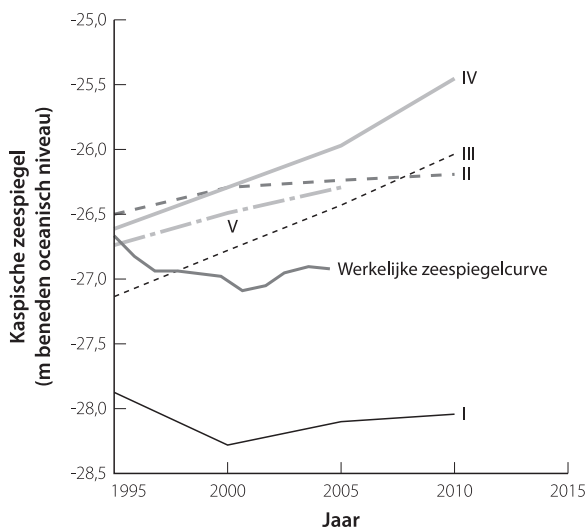 Kaspische zeespiegel
(m beneden oceanisch niveau)
-25,0
-25,5
-26,0
-26,5
-27,0
-27,5
-28,0
-28,5
IV
III
II
V
Werkelijke zeespiegelcurve
I
1995
2000
2005
2010
2015
Jaar